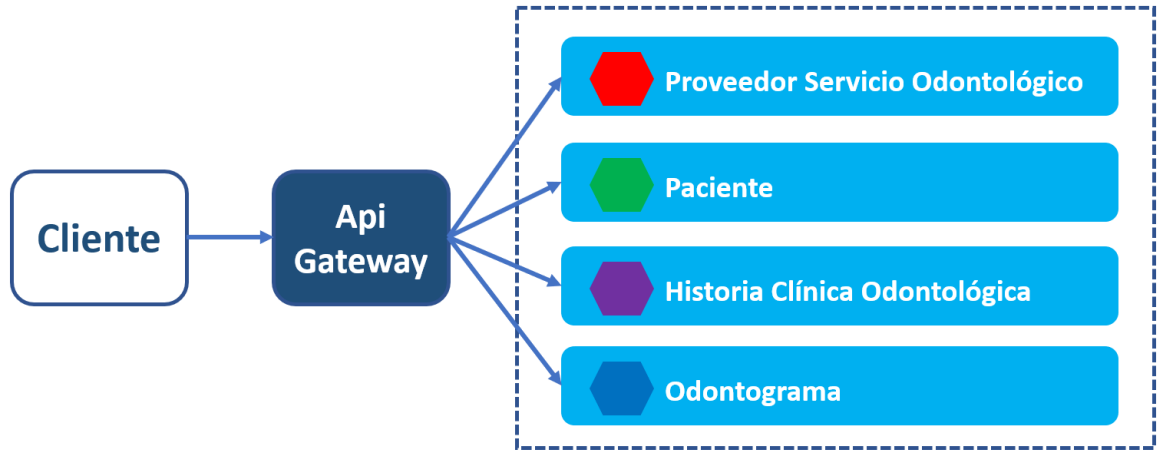 Cliente
Api
Gateway
Proveedor Servicio Odontológico
Paciente
Historia Clínica Odontológica
Odontograma